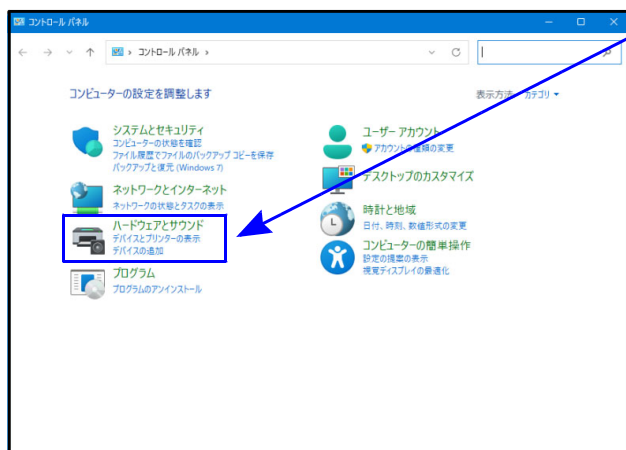 コントロール パネル
コントロール パネル
コンピューターの設定を調整します
表示方法: カテゴリ
システムとセキュリティ
コンピューターの状態を確認
ファイル履歴でファイルのバックアップ コピーを保存
バックアップと復元 (Windows 7)
ネットワークとインターネット
ネットワークの状態とタスクの表示
ハードウェアとサウンド
デバイスとプリンターの表示
デバイスの追加
プログラム
プログラムのアンインストール
ユーザー アカウント
アカウントの種類の変更
デスクトップのカスタマイズ
時計と地域
日付、時刻、数値形式の変更
コンピューターの簡単操作
設定の提案の表示
視覚ディスプレイの最適化